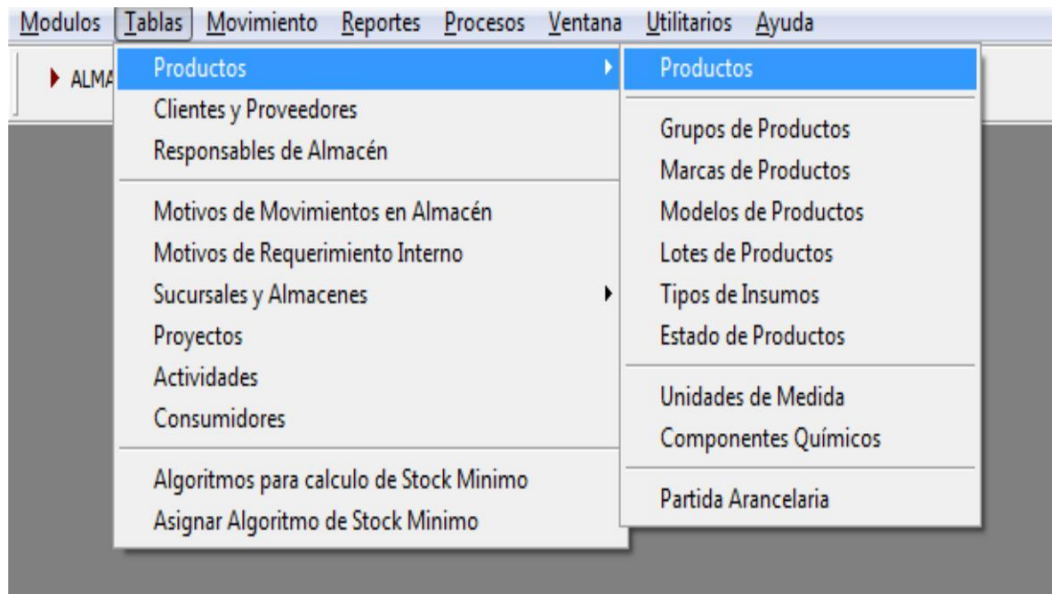 Modulos Tablas Movimiento Reportes Procesos Ventana Utilitarios Ayuda
ALMA
Productos
Clientes y Proveedores
Responsables de Almacén
Motivos de Movimientos en Almacén
Motivos de Requerimiento Interno
Sucursales y Almacenes
Proyectos
Actividades
Consumidores
Algoritmos para calculo de Stock Minimo
Asignar Algoritmo de Stock Minimo
Productos
Grupos de Productos
Marcas de Productos
Modelos de Productos
Lotes de Productos
Tipos de Insumos
Estado de Productos
Unidades de Medida
Componentes Químicos
Partida Arancelaria